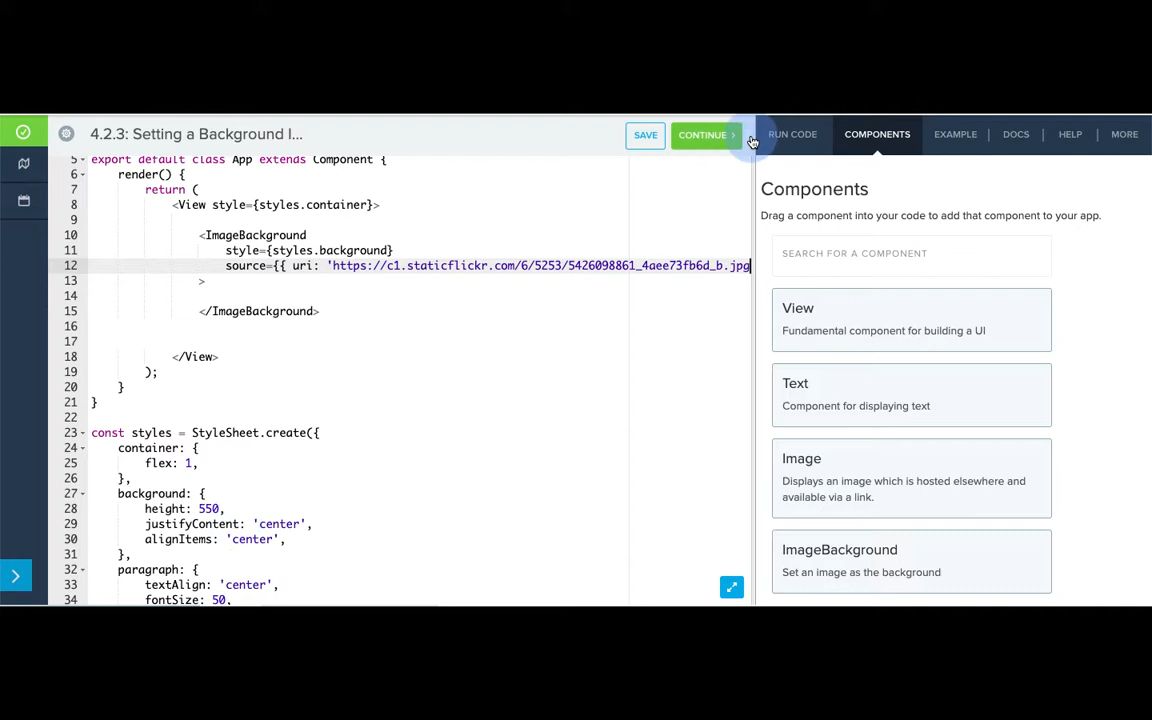 4.2.3: Setting a Background I...
SAVE
CONTINUE
RUN CODE
COMPONENTS
EXAMPLE
DOCS
HELP
MORE
5 export default class App extends Component {
6 render() {
7 return (
8 <View style={styles.container}>
9
10 <ImageBackground
11 style={styles.background}
12 source={{ uri: 'https://c1.staticflickr.com/6/5253/5426098861_4aee73fb6d_b.jpg
13 >
14
15 </ImageBackground>
16
17
18 </View>
19 );
20 }
21 }
22
23 const styles = StyleSheet.create({
24 container: {
25 flex: 1,
26 },
27 background: {
28 height: 550,
29 justifyContent: 'center',
30 alignItems: 'center',
31 },
32 paragraph: {
33 textAlign: 'center',
34 fontSize: 50,
Components
Drag a component into your code to add that component to your app.
SEARCH FOR A COMPONENT
View
Fundamental component for building a UI
Text
Component for displaying text
Image
Displays an image which is hosted elsewhere and
available via a link.
ImageBackground
Set an image as the background